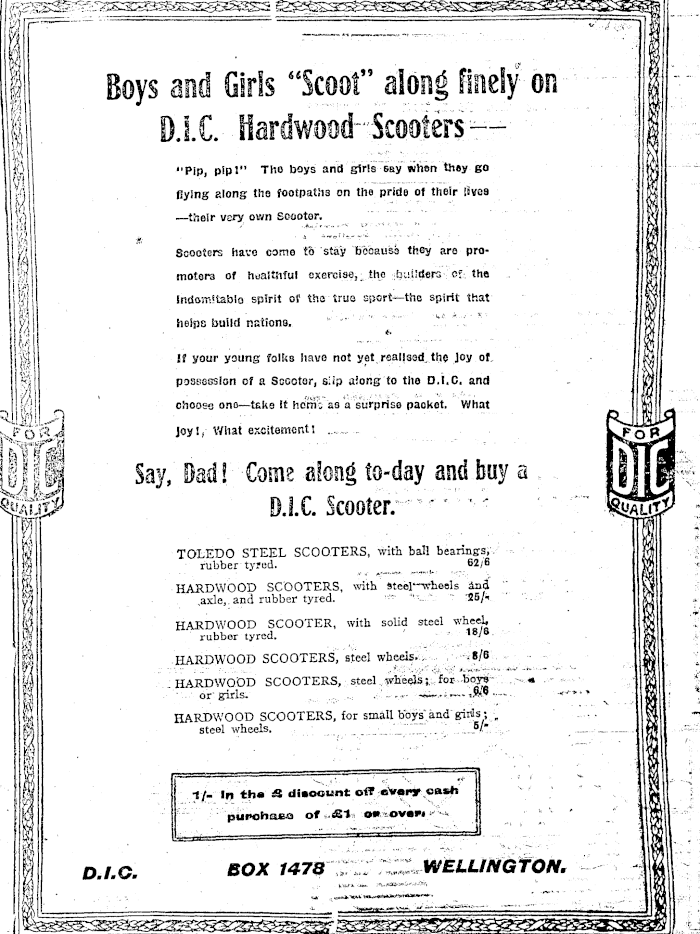 Boys and Girls "Scoot" along finely on
D.I.C. Hardwood Scooters—
"Pip, pip!" The boys and girls say when they go
flying along the footpaths on the pride of their lives
—their very own Scooter.
Scooters have come to stay because they are pro-
moters of healthful exercise, the builders of the
indomitable spirit of the true sport—the spirit that
helps build nations.
If your young folks have not yet realised the joy of
possession of a Scooter, slip along to the D.I.C. and
choose one—take it home as a surprise packet. What
joy!, What excitement!
FOR
DIC
QUALITY
FOR
DIC
QUALITY
Say, Dad! Come along to-day and buy a
D.I.C. Scooter.
TOLEDO STEEL SCOOTERS, with ball bearings,
rubber tyred. 62/6
HARDWOOD SCOOTERS, with steel wheels and
axle, and rubber tyred. 25/-
HARDWOOD SCOOTER, with solid steel wheel,
rubber tyred. 18/6
HARDWOOD SCOOTERS, steel wheels. 8/6
HARDWOOD SCOOTERS, steel wheels; for boys
or girls. 6/6
HARDWOOD SCOOTERS, for small boys and girls;
steel wheels. 5/-
1/- in the £ discount off every cash
purchase of £1 or over.
D.I.C. BOX 1478 WELLINGTON.